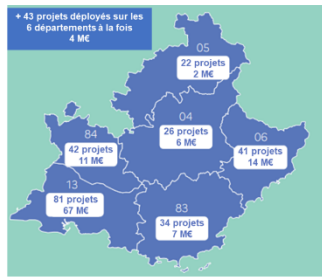 + 43 projets déployés sur les
6 départements à la fois
4 M€
05
22 projets
2 M€
04
26 projets
6 M€
84
42 projets
11 M€
06
41 projets
14 M€
13
81 projets
67 M€
83
34 projets
7 M€